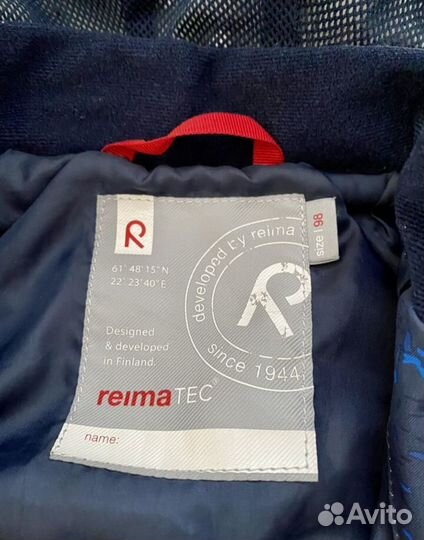 R
61° 48' 15" N
22° 23' 40" E
Designed
& developed
in Finland.
reimaTEC®
name:
developed by reima
R
since 1944
size | 98
Avito